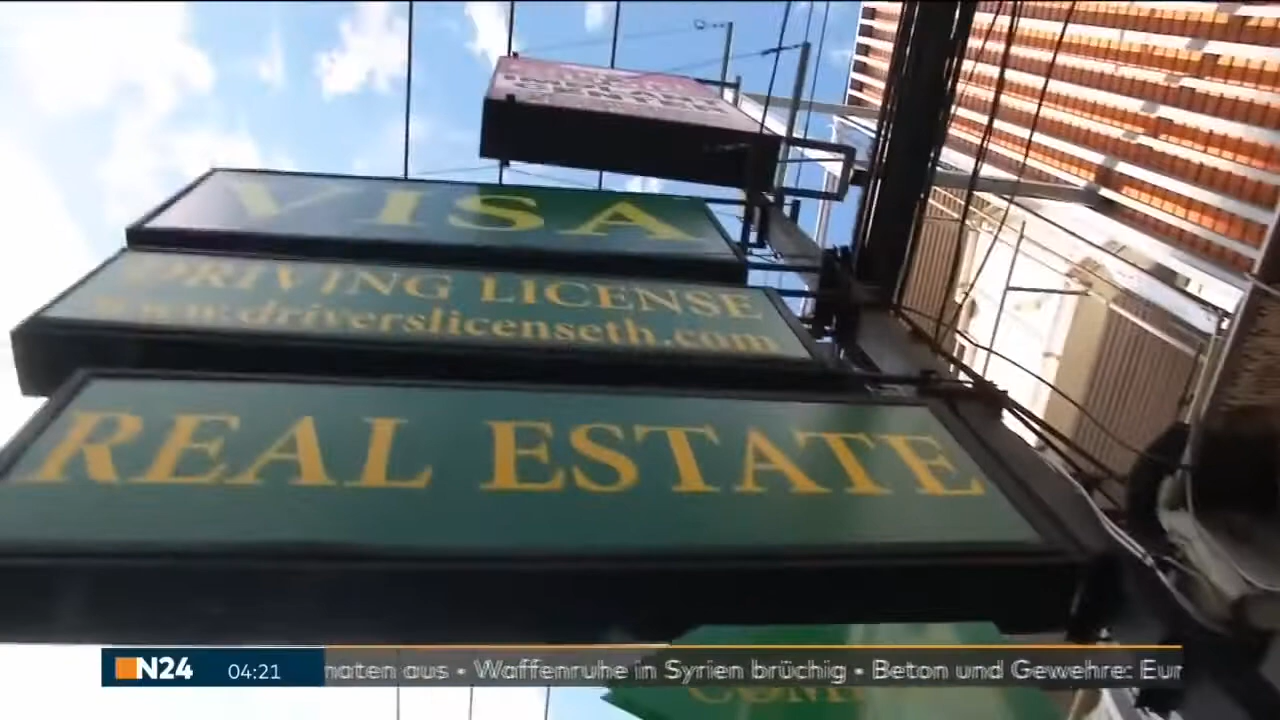 VISA
DRIVING LICENSE
www.driverslicenseth.com
REAL ESTATE
N24 04:21 naten aus - Waffenruhe in Syrien brüchig - Beton und Gewehre: Eur